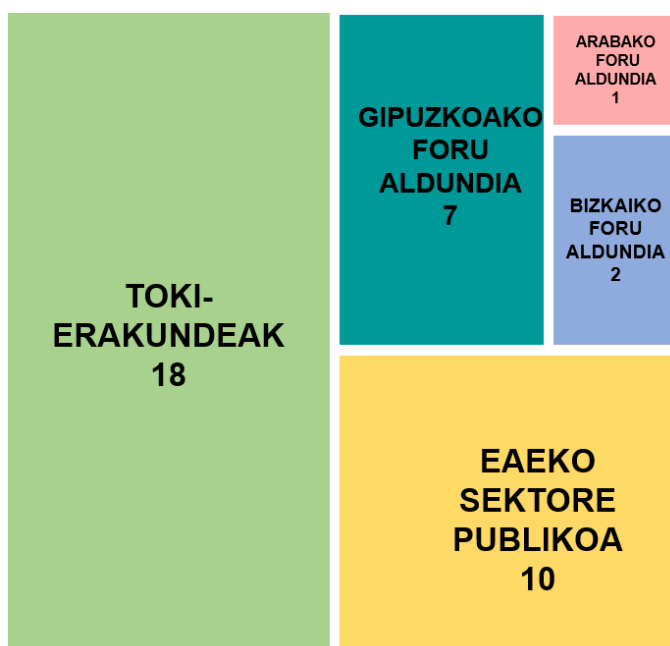 TOKI-
ERAKUNDEAK
18
GIPUZKOAKO
FORU
ALDUNDIA
7
ARABAKO
FORU
ALDUNDIA
1
BIZKAIKO
FORU
ALDUNDIA
2
EAEKO
SEKTORE
PUBLIKOA
10